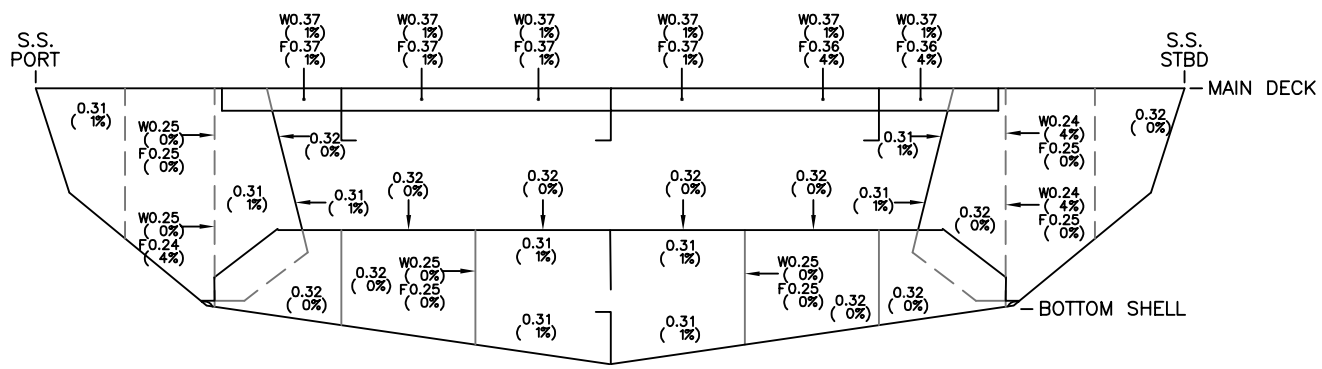 W0.37
( 1%)
F0.37
( 1%)
W0.37
( 1%)
F0.37
( 1%)
W0.37
( 1%)
F0.37
( 1%)
W0.37
( 1%)
F0.37
( 1%)
W0.37
( 1%)
F0.36
( 4%)
W0.37
( 1%)
F0.36
( 4%)
S.S.
PORT
S.S.
STBD
MAIN DECK
0.31
( 1%)
W0.25
( 0%)
F0.25
( 0%)
0.32
( 0%)
0.31
( 1%)
W0.24
( 4%)
F0.25
( 0%)
0.32
( 0%)
0.31
( 1%)
0.31
( 1%)
0.32
( 0%)
0.32
( 0%)
0.32
( 0%)
0.32
( 0%)
0.31
( 1%)
0.32
( 0%)
W0.24
( 4%)
F0.25
( 0%)
W0.25
( 0%)
F0.24
( 4%)
0.32
( 0%)
0.32
( 0%)
W0.25
( 0%)
F0.25
( 0%)
0.31
( 1%)
0.31
( 1%)
W0.25
( 0%)
F0.25
( 0%)
0.32
( 0%)
0.32
( 0%)
0.31
( 1%)
0.31
( 1%)
BOTTOM SHELL